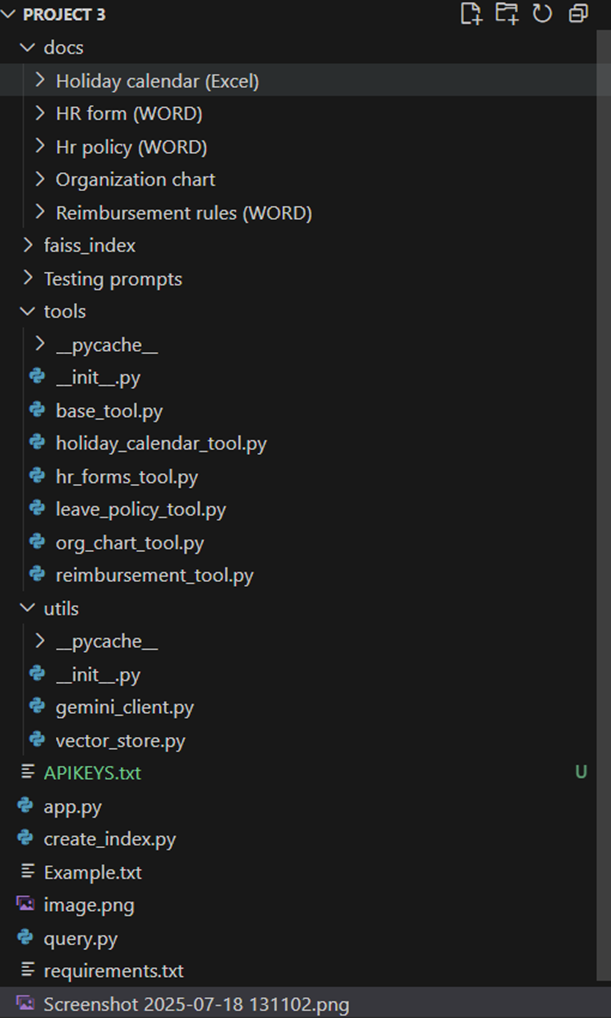 PROJECT 3
docs
Holiday calendar (Excel)
HR form (WORD)
Hr policy (WORD)
Organization chart
Reimbursement rules (WORD)
faiss_index
Testing prompts
tools
__pycache__
__init__.py
base_tool.py
holiday_calendar_tool.py
hr_forms_tool.py
leave_policy_tool.py
org_chart_tool.py
reimbursement_tool.py
utils
__pycache__
__init__.py
gemini_client.py
vector_store.py
APIKEYS.txt U
app.py
create_index.py
Example.txt
image.png
query.py
requirements.txt
Screenshot 2025-07-18 131102.png